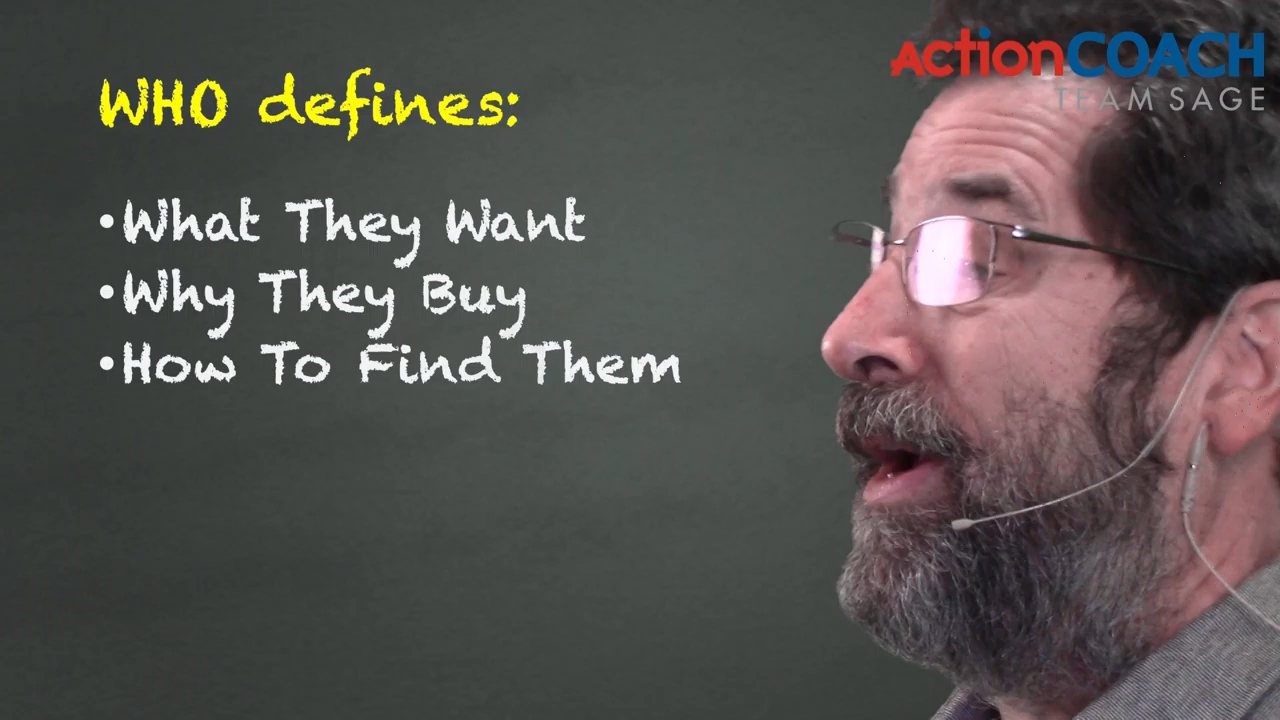 ActionCOACH
TEAM SAGE
WHO defines:
•What They Want
•Why They Buy
•How To Find Them